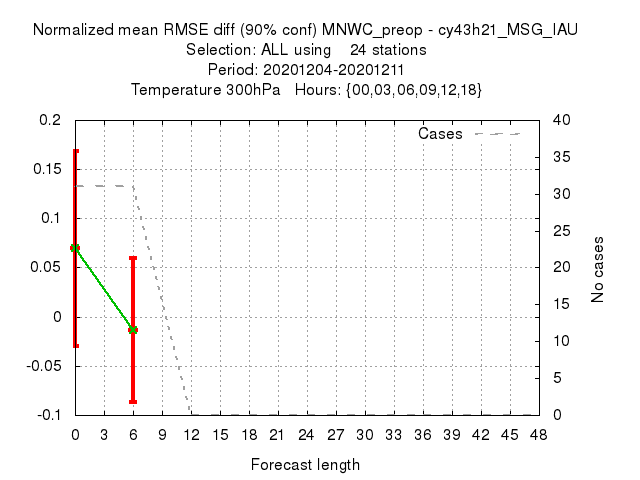 Normalized mean RMSE diff (90% conf) MNWC_preop - cy43h21_MSG_IAU
Selection: ALL using 24 stations
Period: 20201204-20201211
Temperature 300hPa Hours: {00,03,06,09,12,18}
Cases
0.2
0.15
0.1
0.05
0
-0.05
-0.1
40
35
30
25
20
15
10
5
0
No cases
0 3 6 9 12 15 18 21 24 27 30 33 36 39 42 45 48
Forecast length